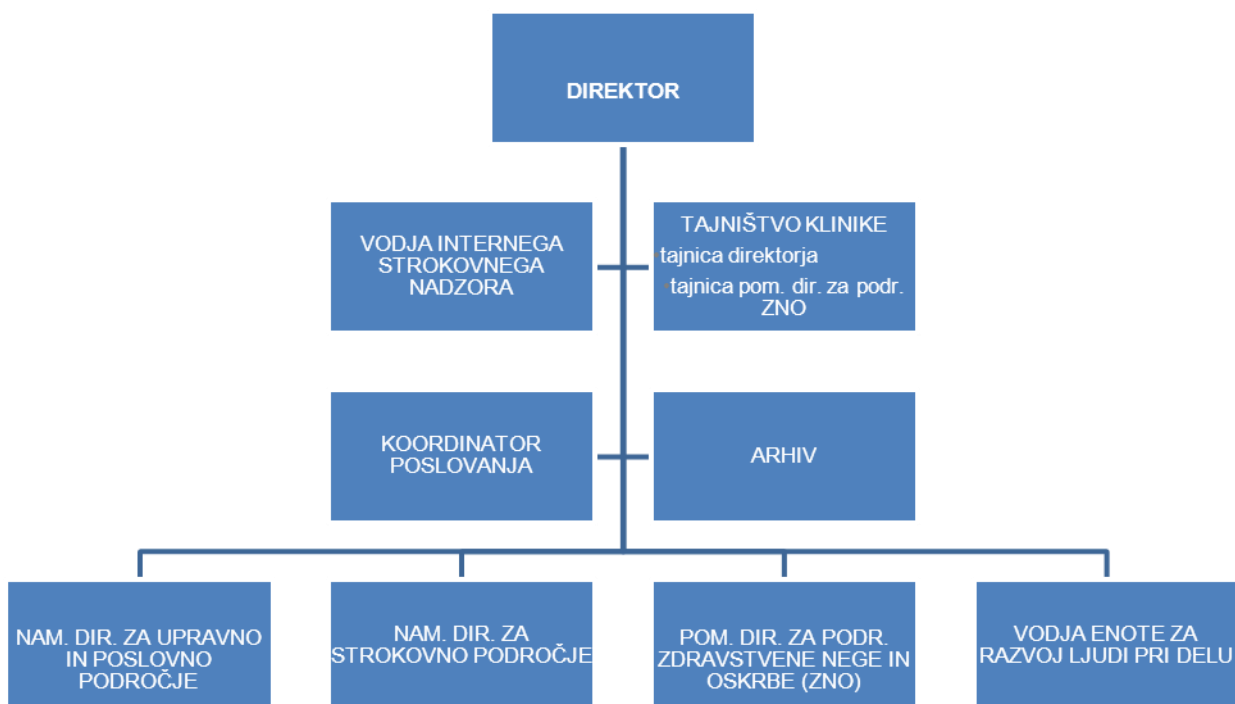 DIREKTOR
VODJA INTERNEGA
STROKOVNEGA
NADZORA
TAJNIŠTVO KLINIKE
•tajnica direktorja
•tajnica pom. dir. za podr.
ZNO
KOORDINATOR
POSLOVANJA
ARHIV
NAM. DIR. ZA UPRAVNO
IN POSLOVNO
PODROČJE
NAM. DIR. ZA
STROKOVNO PODROČJE
POM. DIR. ZA PODR.
ZDRAVSTVENE NEGE IN
OSKRBE (ZNO)
VODJA ENOTE ZA
RAZVOJ LJUDI PRI DELU